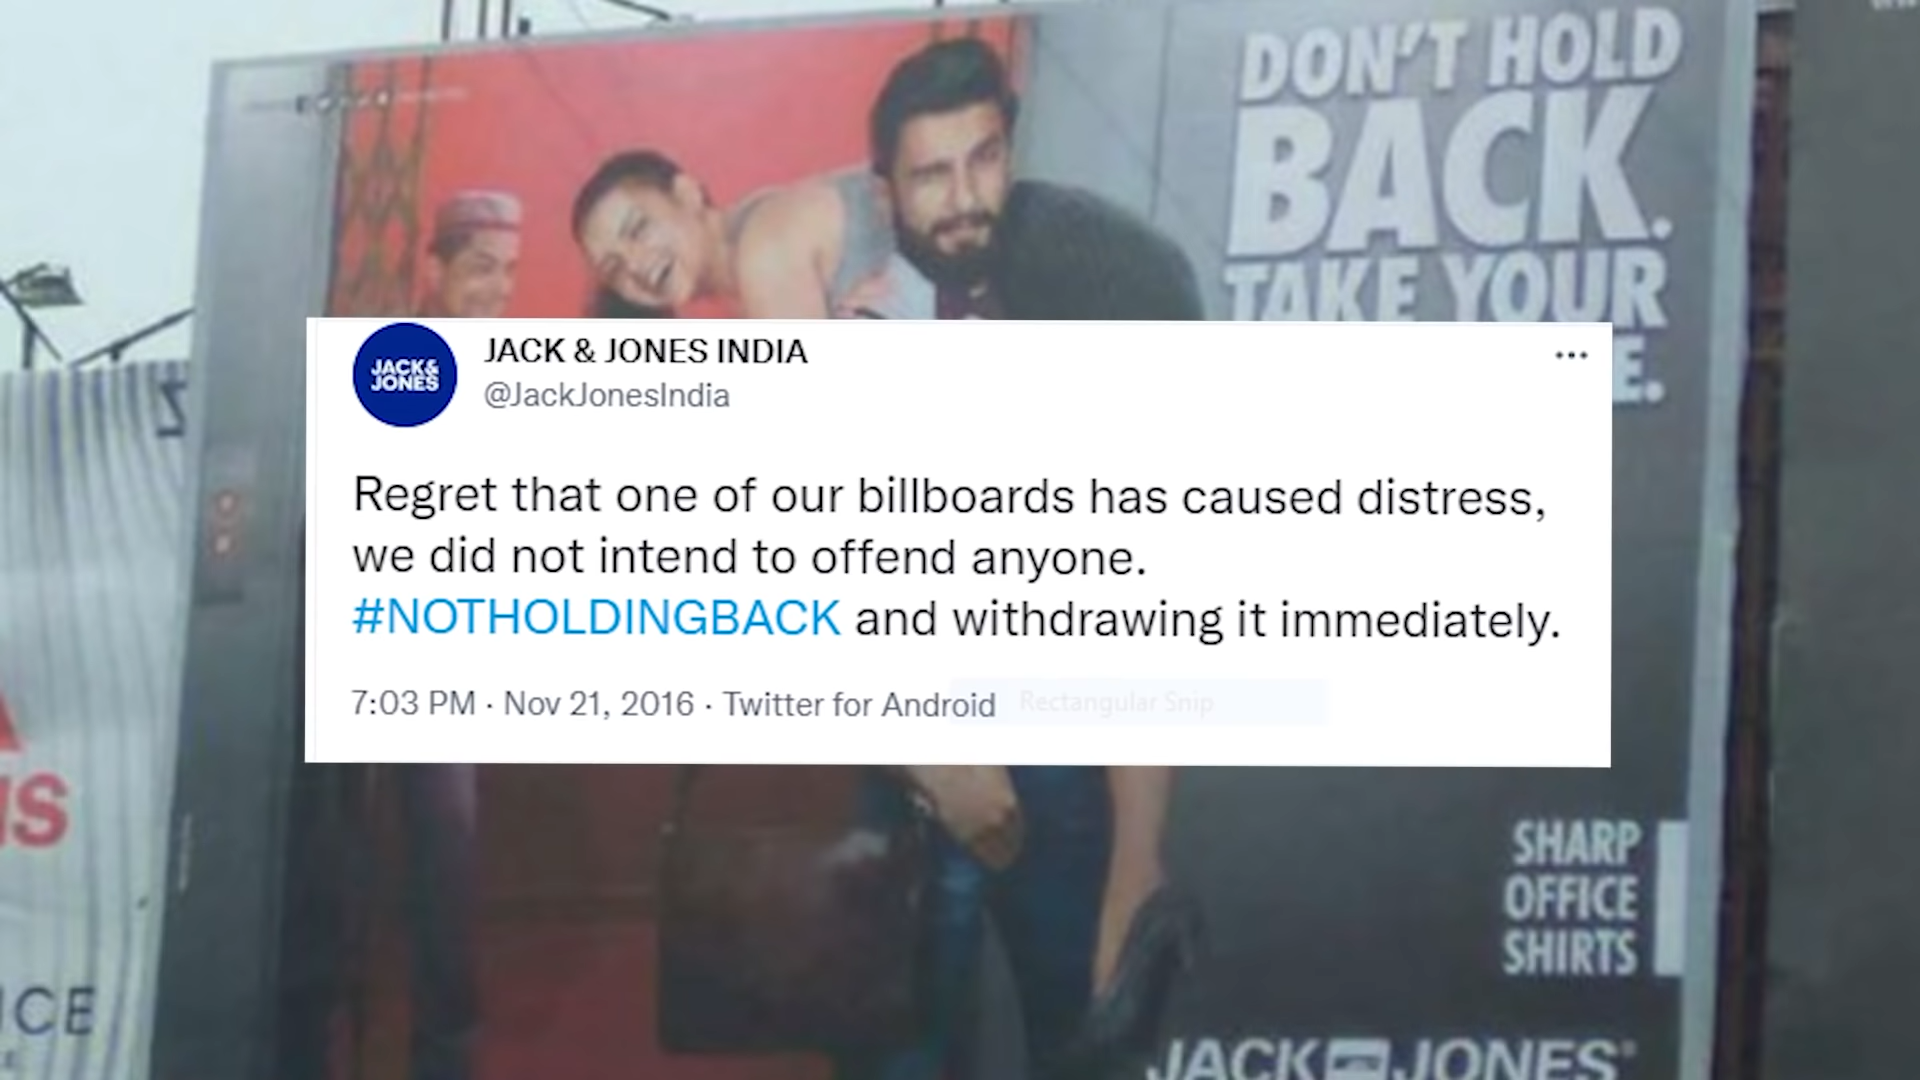 DON'T HOLD
BACK.
TAKE YOUR
E.
JACK&
JONES
JACK & JONES INDIA
@JackJonesIndia
Regret that one of our billboards has caused distress,
we did not intend to offend anyone.
#NOTHOLDINGBACK and withdrawing it immediately.
7:03 PM · Nov 21, 2016 · Twitter for Android
Rectangular Snip
SHARP
OFFICE
SHIRTS
JACK JONES®